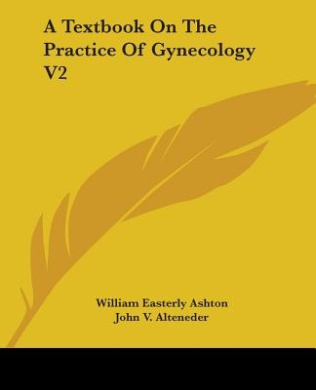 A Textbook On The
Practice Of Gynecology
V2
William Easterly Ashton
John V. Alteneder